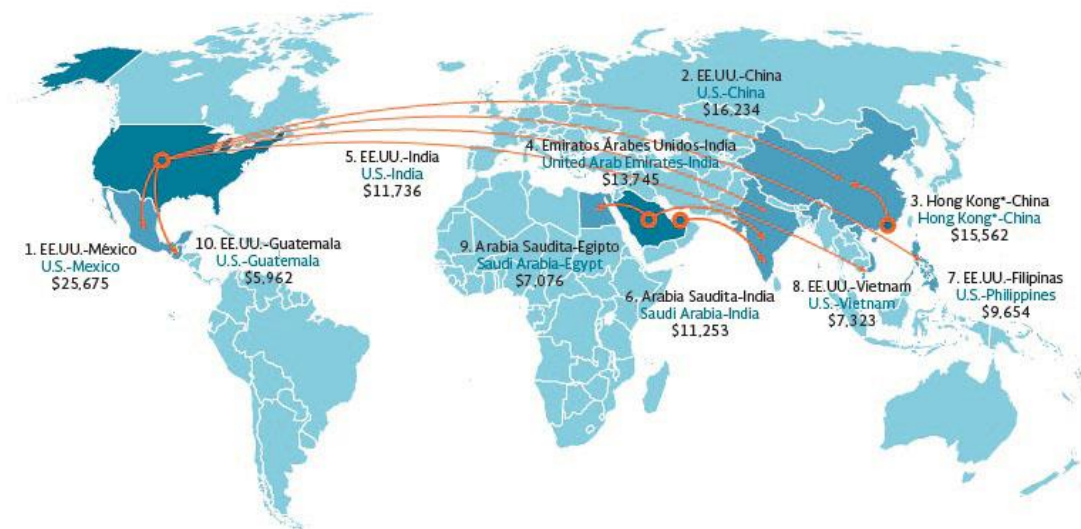 1. EE.UU.-México
U.S.-Mexico
$25,675
2. EE.UU.-China
U.S.-China
$16,234
3. Hong Kong*-China
Hong Kong*-China
$15,562
4. Emiratos Árabes Unidos-India
United Arab Emirates-India
$13,745
5. EE.UU.-India
U.S.-India
$11,736
6. Arabia Saudita-India
Saudi Arabia-India
$11,253
7. EE.UU.-Filipinas
U.S.-Philippines
$9,654
8. EE.UU.-Vietnam
U.S.-Vietnam
$7,323
9. Arabia Saudita-Egipto
Saudi Arabia-Egypt
$7,076
10. EE.UU.-Guatemala
U.S.-Guatemala
$5,962